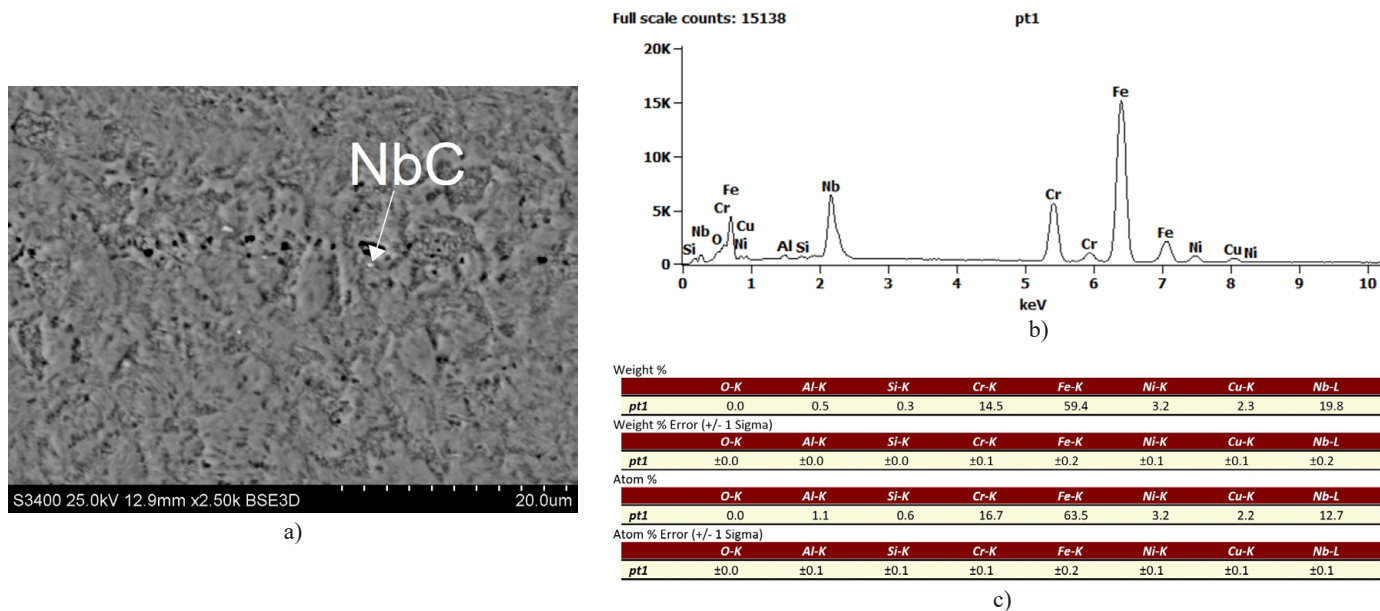 NbC
S3400 25.0kV 12.9mm x2.50k BSE3D 20.0um
a)
Full scale counts: 15138 pt1
20K
15K
10K
5K
0
Si Nb O Cr Fe Cu Ni Al Si Nb Cr Cr Fe Fe Ni Cu Ni
0 1 2 3 4 5 6 7 8 9 10
keV
b)
Weight %
O-K Al-K Si-K Cr-K Fe-K Ni-K Cu-K Nb-L
pt1 0.0 0.5 0.3 14.5 59.4 3.2 2.3 19.8
Weight % Error (+/- 1 Sigma)
O-K Al-K Si-K Cr-K Fe-K Ni-K Cu-K Nb-L
pt1 ±0.0 ±0.0 ±0.0 ±0.1 ±0.2 ±0.1 ±0.1 ±0.2
Atom %
O-K Al-K Si-K Cr-K Fe-K Ni-K Cu-K Nb-L
pt1 0.0 1.1 0.6 16.7 63.5 3.2 2.2 12.7
Atom % Error (+/- 1 Sigma)
O-K Al-K Si-K Cr-K Fe-K Ni-K Cu-K Nb-L
pt1 ±0.0 ±0.1 ±0.1 ±0.1 ±0.2 ±0.1 ±0.1 ±0.1
c)